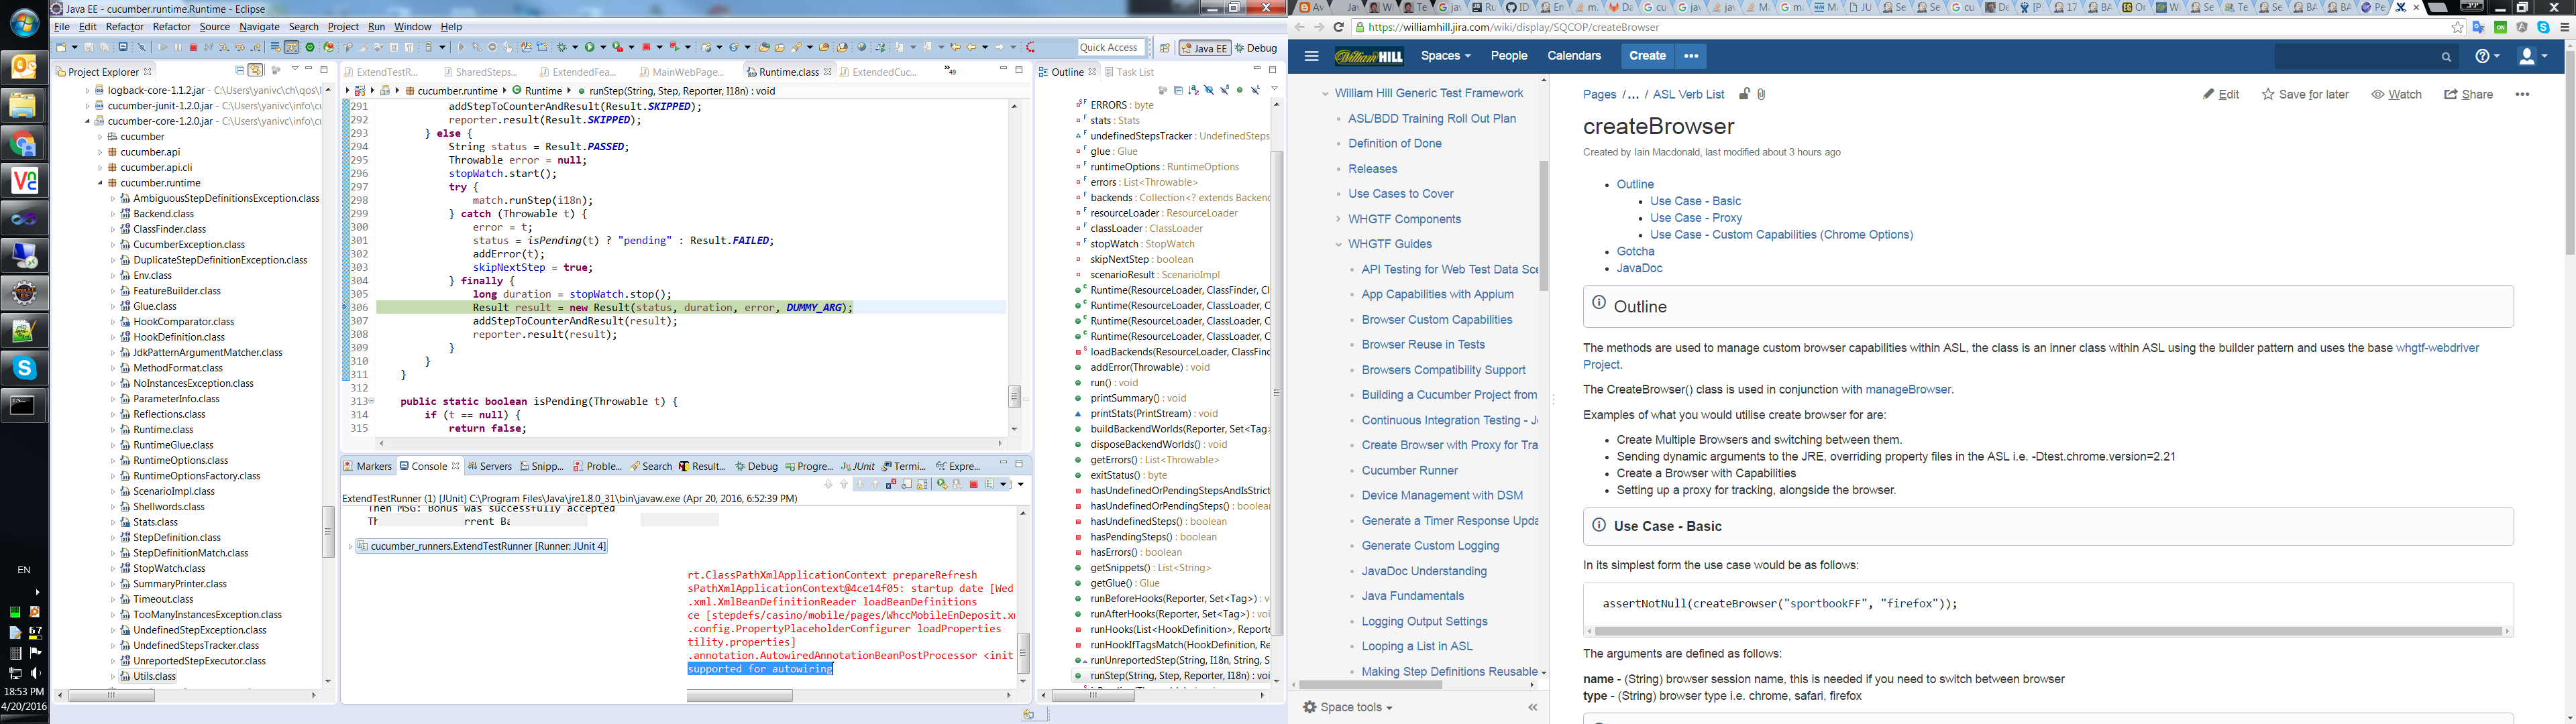 Java EE - cucumber.runtime.Runtime - Eclipse
File Edit Refactor Refactor Source Navigate Search Project Run Window Help
Quick Access
Java EE
Debug
Project Explorer
logback-core-1.1.2.jar - C:\Users\yanivc\ch\qos\l
cucumber-junit-1.2.0.jar - C:\Users\yanivc\info\cu
cucumber-core-1.2.0.jar - C:\Users\yanivc\info\cu
cucumber
cucumber.api
cucumber.api.cli
cucumber.runtime
AmbiguousStepDefinitionsException.class
Backend.class
ClassFinder.class
CucumberException.class
DuplicateStepDefinitionException.class
Env.class
FeatureBuilder.class
Glue.class
HookComparator.class
HookDefinition.class
JdkPatternArgumentMatcher.class
MethodFormat.class
NoInstancesException.class
ParameterInfo.class
Reflections.class
Runtime.class
RuntimeGlue.class
RuntimeOptions.class
RuntimeOptionsFactory.class
ScenarioImpl.class
Shellwords.class
Stats.class
StepDefinition.class
StepDefinitionMatch.class
StopWatch.class
SummaryPrinter.class
Timeout.class
TooManyInstancesException.class
UndefinedStepException.class
UndefinedStepsTracker.class
UnreportedStepExecutor.class
Utils.class
EN
67
18:53 PM
4/20/2016
ExtendTestR... SharedSteps... ExtendedFea... MainWebPage... Runtime.class ExtendedCuc... »49
cucumber.runtime Runtime runStep(String, Step, Reporter, I18n) : void
291 addStepToCounterAndResult(Result.SKIPPED);
292 reporter.result(Result.SKIPPED);
293 } else {
294 String status = Result.PASSED;
295 Throwable error = null;
296 stopWatch.start();
297 try {
298 match.runStep(i18n);
299 } catch (Throwable t) {
300 error = t;
301 status = isPending(t) ? "pending" : Result.FAILED;
302 addError(t);
303 skipNextStep = true;
304 } finally {
305 long duration = stopWatch.stop();
306 Result result = new Result(status, duration, error, DUMMY_ARG);
307 addStepToCounterAndResult(result);
308 reporter.result(result);
309 }
310 }
311 }
312
313 public static boolean isPending(Throwable t) {
314 if (t == null) {
315 return false;
Markers Console Servers Snipp... Proble... Search Result... Debug Progre... JUnit Termi... Expre...
ExtendTestRunner (1) [JUnit] C:\Program Files\Java\jre1.8.0_31\bin\javaw.exe (Apr 20, 2016, 6:52:39 PM)
Then MSG: Bonus was successfully accepted
Th rrent Ba
cucumber_runners.ExtendTestRunner [Runner: JUnit 4]
rt.ClassPathXmlApplicationContext prepareRefresh
sPathXmlApplicationContext@4ce14f05: startup date [Wed
.xml.XmlBeanDefinitionReader loadBeanDefinitions
ce [stepdefs/casino/mobile/pages/WhccMobileEnDeposit.xm
.config.PropertyPlaceholderConfigurer loadProperties
tility.properties]
.annotation.AutowiredAnnotationBeanPostProcessor <init
supported for autowiring
Outline Task List
ERRORS : byte
stats : Stats
undefinedStepsTracker : UndefinedSteps
glue : Glue
runtimeOptions : RuntimeOptions
errors : List<Throwable>
backends : Collection<? extends Backend
resourceLoader : ResourceLoader
classLoader : ClassLoader
stopWatch : StopWatch
skipNextStep : boolean
scenarioResult : ScenarioImpl
Runtime(ResourceLoader, ClassFinder, Cl
Runtime(ResourceLoader, ClassLoader, C
Runtime(ResourceLoader, ClassLoader, C
Runtime(ResourceLoader, ClassLoader, C
loadBackends(ResourceLoader, ClassFind
addError(Throwable) : void
run() : void
printSummary() : void
printStats(PrintStream) : void
buildBackendWorlds(Reporter, Set<Tag>
disposeBackendWorlds() : void
getErrors() : List<Throwable>
exitStatus() : byte
hasUndefinedOrPendingStepsAndIsStrict
hasUndefinedOrPendingSteps() : boolean
hasUndefinedSteps() : boolean
hasPendingSteps() : boolean
hasErrors() : boolean
getSnippets() : List<String>
getGlue() : Glue
runBeforeHooks(Reporter, Set<Tag>) : v
runAfterHooks(Reporter, Set<Tag>) : voi
runHooks(List<HookDefinition>, Reporte
runHookIfTagsMatch(HookDefinition, Re
runUnreportedStep(String, I18n, String, S
runStep(String, Step, Reporter, I18n) : voi
https://williamhill.jira.com/wiki/display/SQCOP/createBrowser
William HILL Spaces People Calendars Create
William Hill Generic Test Framework
ASL/BDD Training Roll Out Plan
Definition of Done
Releases
Use Cases to Cover
WHGTF Components
WHGTF Guides
API Testing for Web Test Data Sce
App Capabilities with Appium
Browser Custom Capabilities
Browser Reuse in Tests
Browsers Compatibility Support
Building a Cucumber Project from
Continuous Integration Testing - Je
Create Browser with Proxy for Tra
Cucumber Runner
Device Management with DSM
Generate a Timer Response Upda
Generate Custom Logging
JavaDoc Understanding
Java Fundamentals
Logging Output Settings
Looping a List in ASL
Making Step Definitions Reusable
Space tools
Pages /... / ASL Verb List
Edit Save for later Watch Share
createBrowser
Created by Iain Macdonald, last modified about 3 hours ago
Outline
Use Case - Basic
Use Case - Proxy
Use Case - Custom Capabilities (Chrome Options)
Gotcha
JavaDoc
Outline
The methods are used to manage custom browser capabilities within ASL, the class is an inner class within ASL using the builder pattern and uses the base whgtf-webdriver
Project.
The CreateBrowser() class is used in conjunction with manageBrowser.
Examples of what you would utilise create browser for are:
Create Multiple Browsers and switching between them.
Sending dynamic arguments to the JRE, overriding property files in the ASL i.e. -Dtest.chrome.version=2.21
Create a Browser with Capabilities
Setting up a proxy for tracking, alongside the browser.
Use Case - Basic
In its simplest form the use case would be as follows:
assertNotNull(createBrowser("sportbookFF", "firefox"));
The arguments are defined as follows:
name - (String) browser session name, this is needed if you need to switch between browser
type - (String) browser type i.e. chrome, safari, firefox